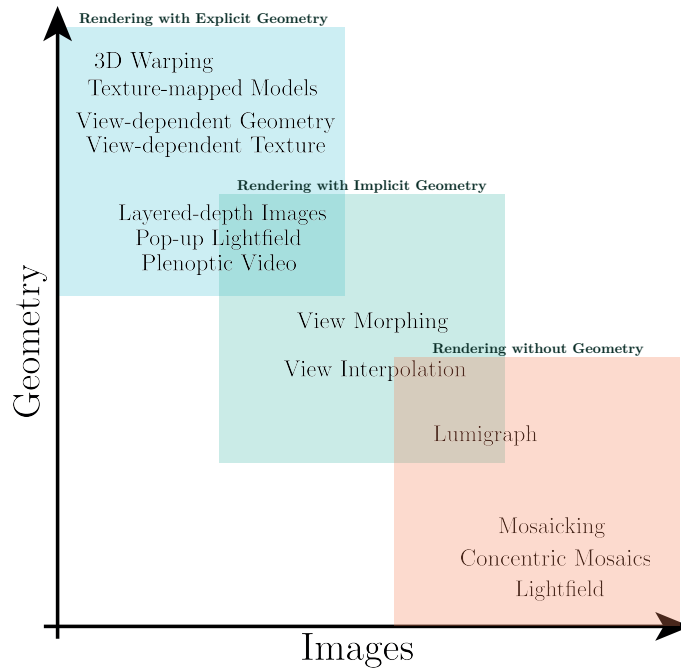 Rendering with Explicit Geometry
3D Warping
Texture-mapped Models
View-dependent Geometry
View-dependent Texture
Rendering with Implicit Geometry
Layered-depth Images
Pop-up Lightfield
Plenoptic Video
View Morphing
Rendering without Geometry
View Interpolation
Lumigraph
Mosaicking
Concentric Mosaics
Lightfield
Geometry
Images